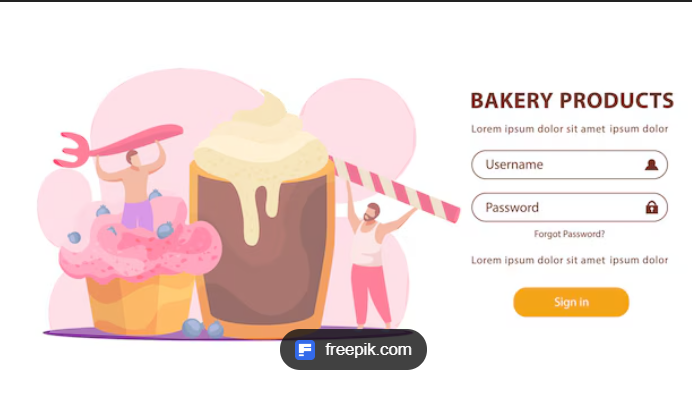 BAKERY PRODUCTS
Lorem ipsum dolor sit amet ipsum dolor
Username
Password
Forgot Password?
Lorem ipsum dolor sit amet ipsum dolor
Sign in
freepik.com